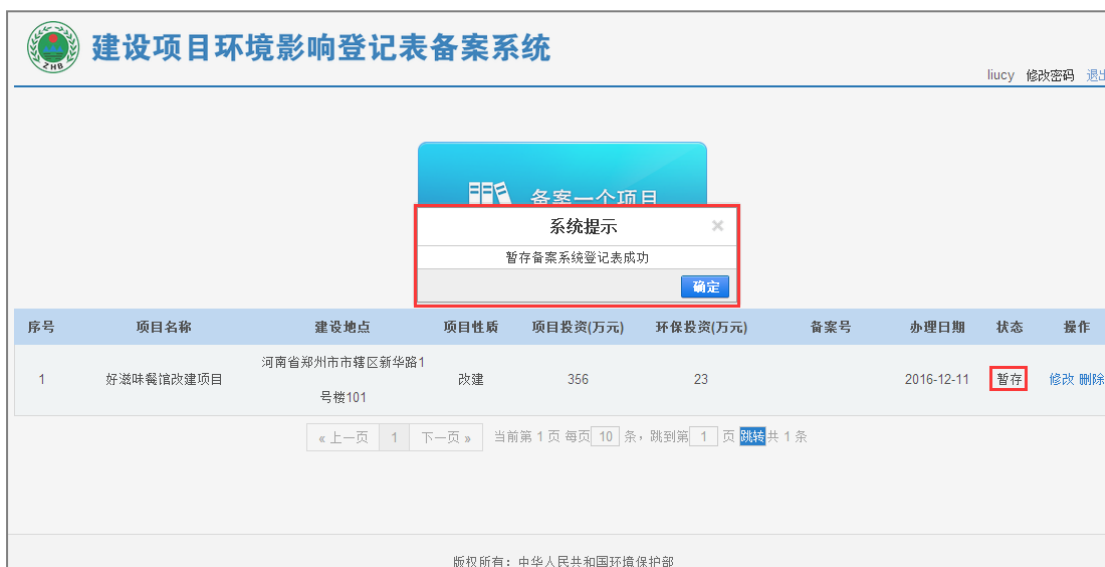 建设项目环境影响登记表备案系统
ZHB
liucy 修改密码 退出
备案一个项目
系统提示 ×
暂存备案系统登记表成功
确定
序号 项目名称 建设地点 项目性质 项目投资(万元) 环保投资(万元) 备案号 办理日期 状态 操作
1 好滋味餐馆改建项目 河南省郑州市市辖区新华路1 改建 356 23 2016-12-11 暂存 修改 删除
号楼101
«上一页 1 下一页» 当前第 1 页 每页 10 条，跳到第 1 页 跳转 共 1 条
版权所有：中华人民共和国环境保护部